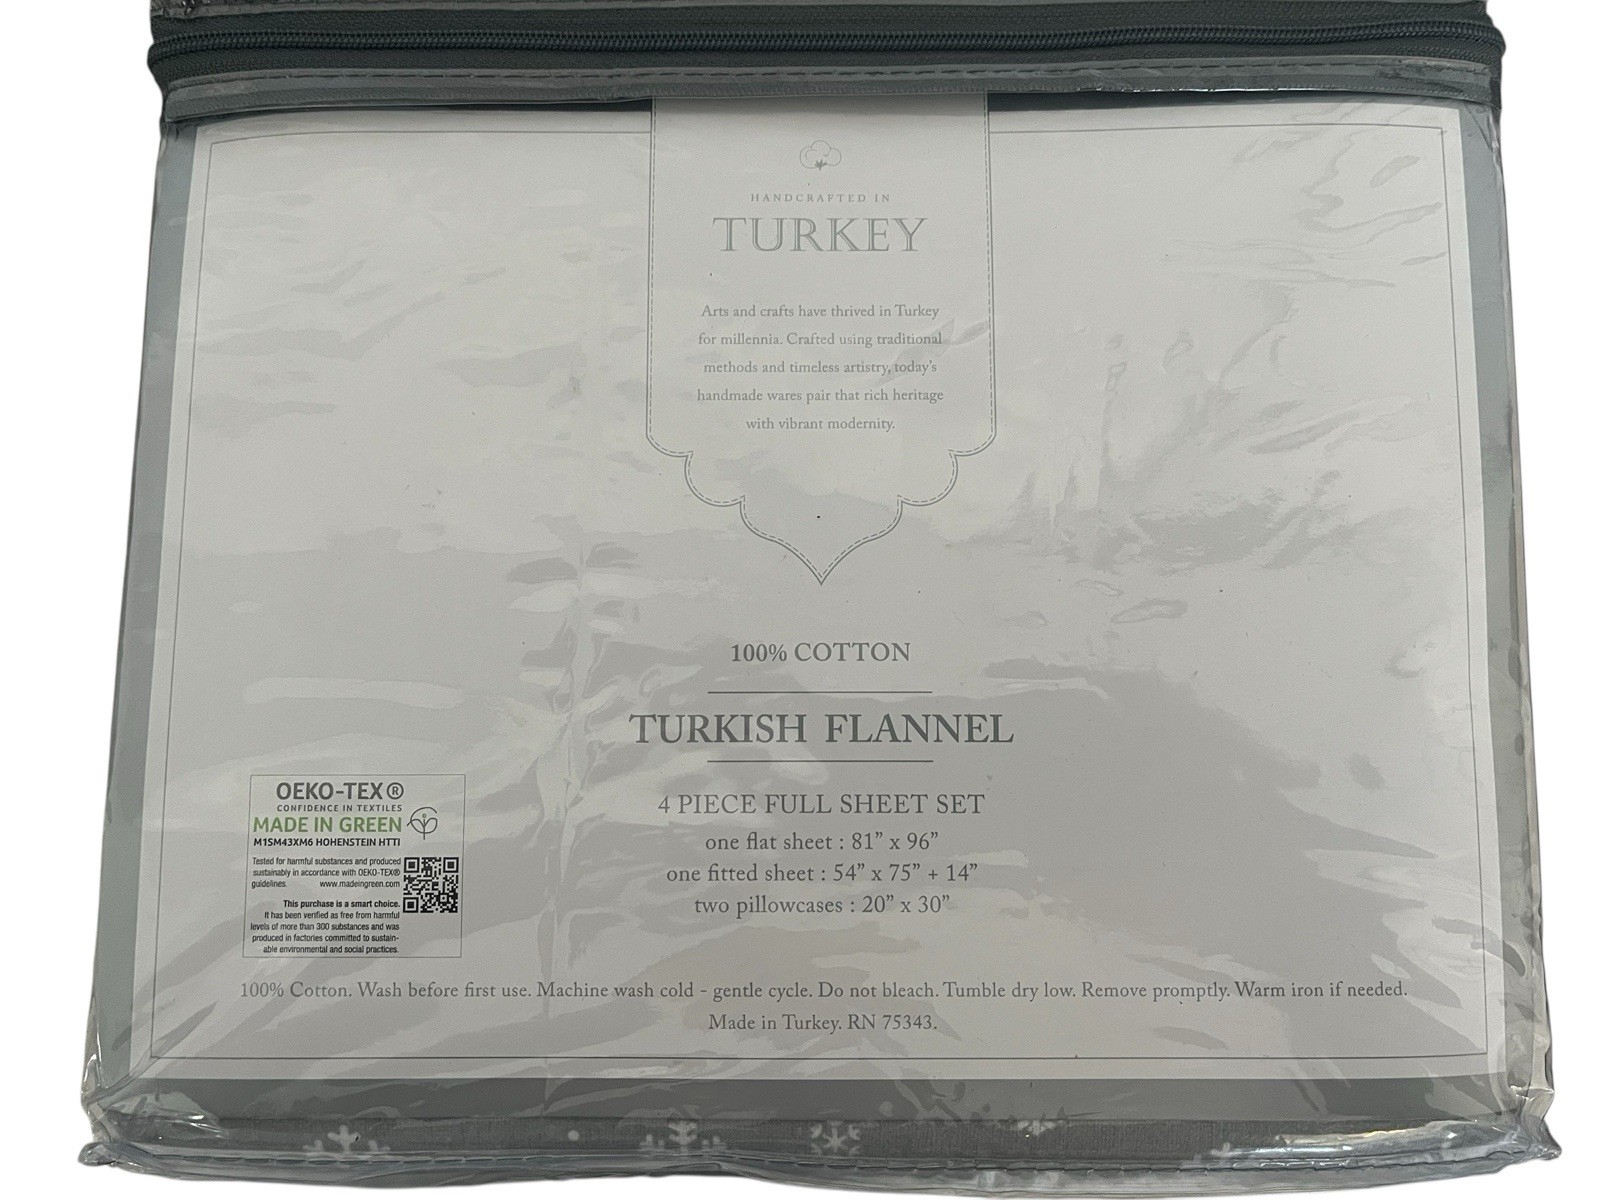 HANDCRAFTED IN
TURKEY
Arts and crafts have thrived in Turkey
for millennia. Crafted using traditional
methods and timeless artistry, today's
handmade wares pair that rich heritage
with vibrant modernity.
100% COTTON
TURKISH FLANNEL
4 PIECE FULL SHEET SET
one flat sheet : 81” x 96”
one fitted sheet : 54” x 75” + 14”
two pillowcases : 20” x 30”
OEKO-TEX®
CONFIDENCE IN TEXTILES
MADE IN GREEN
M1SM43XM6 HOHENSTEIN HTTI
Tested for harmful substances and produced
sustainably in accordance with OEKO-TEX®
guidelines. www.madeingreen.com
This purchase is a smart choice.
It has been verified as free from harmful
levels of more than 300 substances and was
produced in factories committed to sustain-
able environmental and social practices.
100% Cotton. Wash before first use. Machine wash cold - gentle cycle. Do not bleach. Tumble dry low. Remove promptly. Warm iron if needed.
Made in Turkey. RN 75343.